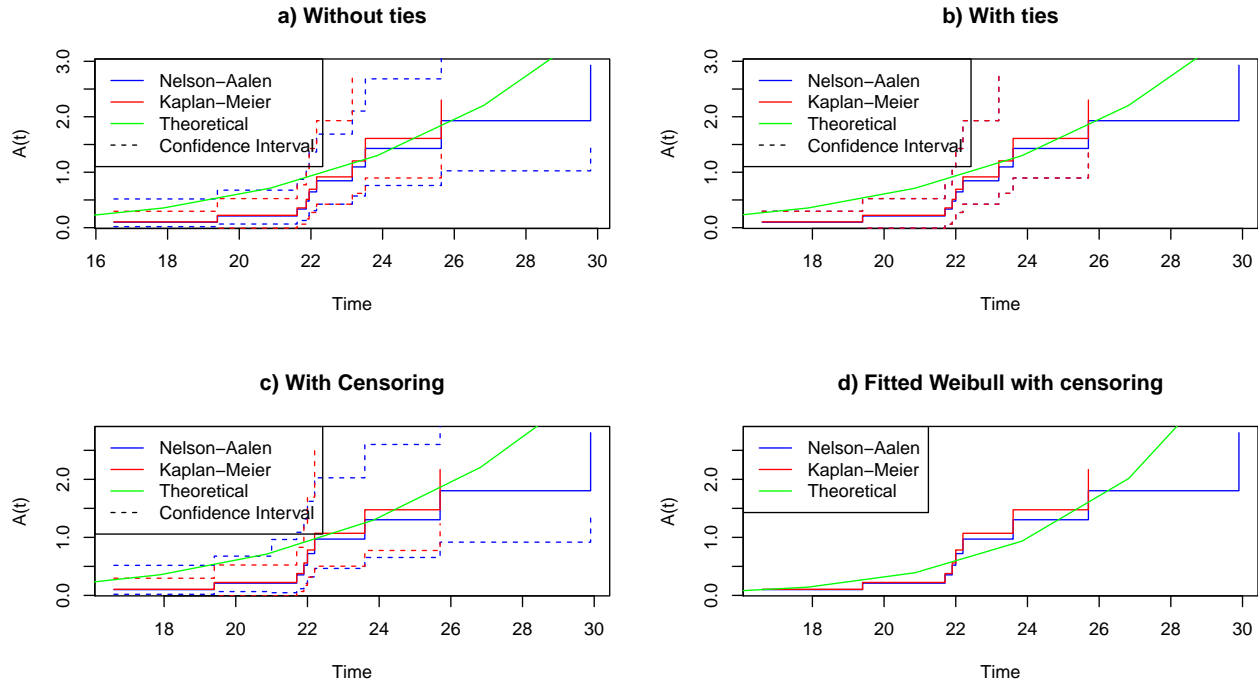 a) Without ties
A(t)
0.0 1.0 2.0 3.0
Nelson−Aalen
Kaplan−Meier
Theoretical
Confidence Interval
16 18 20 22 24 26 28 30
Time
b) With ties
A(t)
0.0 1.0 2.0 3.0
Nelson−Aalen
Kaplan−Meier
Theoretical
Confidence Interval
18 20 22 24 26 28 30
Time
c) With Censoring
A(t)
0.0 1.0 2.0
Nelson−Aalen
Kaplan−Meier
Theoretical
Confidence Interval
18 20 22 24 26 28 30
Time
d) Fitted Weibull with censoring
A(t)
0.0 1.0 2.0
Nelson−Aalen
Kaplan−Meier
Theoretical
18 20 22 24 26 28 30
Time